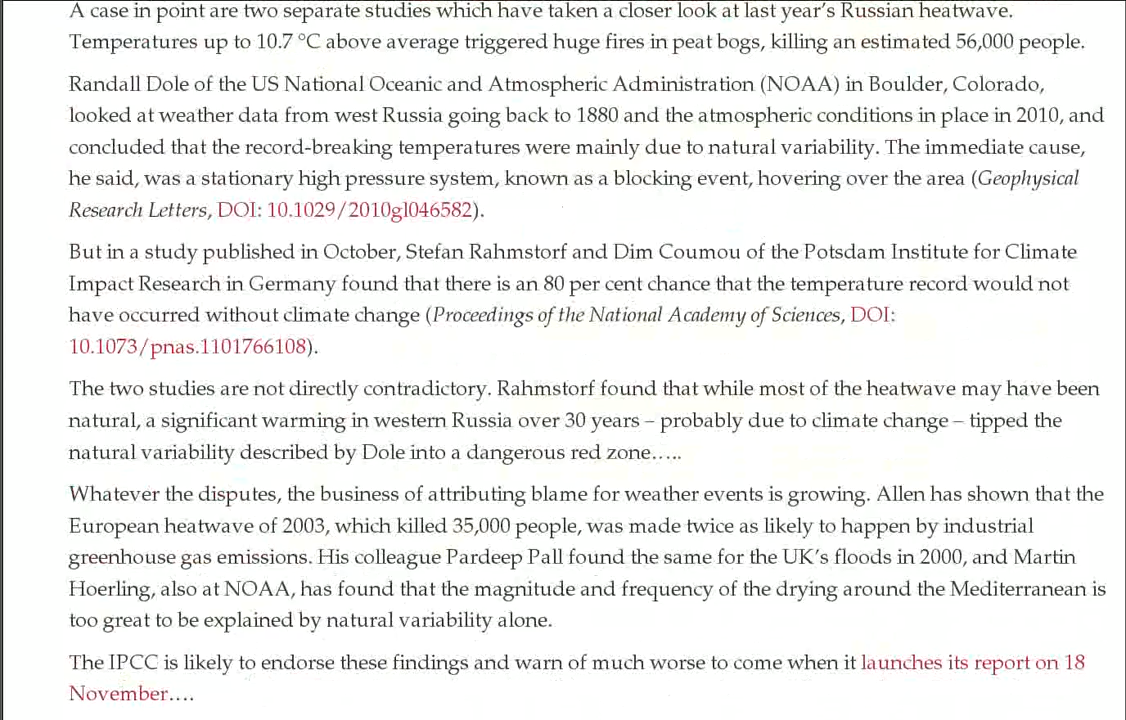 A case in point are two separate studies which have taken a closer look at last year's Russian heatwave.
Temperatures up to 10.7 °C above average triggered huge fires in peat bogs, killing an estimated 56,000 people.
Randall Dole of the US National Oceanic and Atmospheric Administration (NOAA) in Boulder, Colorado,
looked at weather data from west Russia going back to 1880 and the atmospheric conditions in place in 2010, and
concluded that the record-breaking temperatures were mainly due to natural variability. The immediate cause,
he said, was a stationary high pressure system, known as a blocking event, hovering over the area (Geophysical
Research Letters, DOI: 10.1029/2010gl046582).
But in a study published in October, Stefan Rahmstorf and Dim Coumou of the Potsdam Institute for Climate
Impact Research in Germany found that there is an 80 per cent chance that the temperature record would not
have occurred without climate change (Proceedings of the National Academy of Sciences, DOI:
10.1073/pnas.1101766108).
The two studies are not directly contradictory. Rahmstorf found that while most of the heatwave may have been
natural, a significant warming in western Russia over 30 years – probably due to climate change – tipped the
natural variability described by Dole into a dangerous red zone…..
Whatever the disputes, the business of attributing blame for weather events is growing. Allen has shown that the
European heatwave of 2003, which killed 35,000 people, was made twice as likely to happen by industrial
greenhouse gas emissions. His colleague Pardeep Pall found the same for the UK's floods in 2000, and Martin
Hoerling, also at NOAA, has found that the magnitude and frequency of the drying around the Mediterranean is
too great to be explained by natural variability alone.
The IPCC is likely to endorse these findings and warn of much worse to come when it launches its report on 18
November….